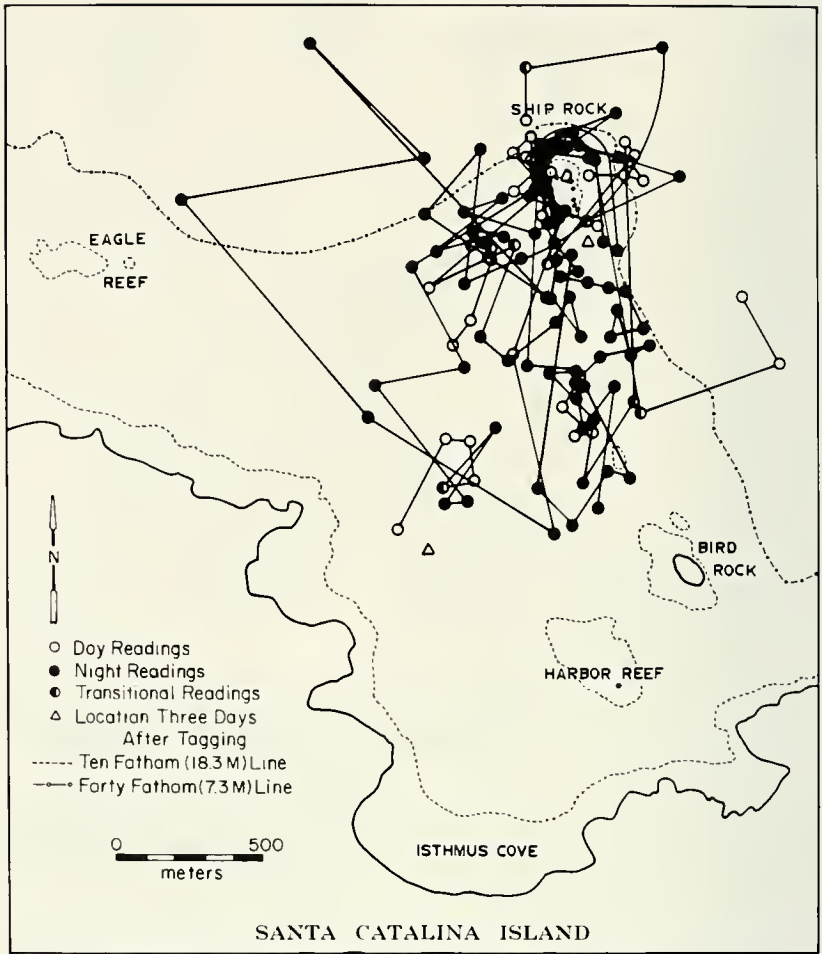 SHIP ROCK
EAGLE
REEF
BIRD
ROCK
N
HARBOR REEF
Day Readings
Night Readings
Transitional Readings
Location Three Days
After Tagging
Ten Fathom (18.3 M) Line
Forty Fathom (7.3 M) Line
0 500
meters
ISTHMUS COVE
SANTA CATALINA ISLAND